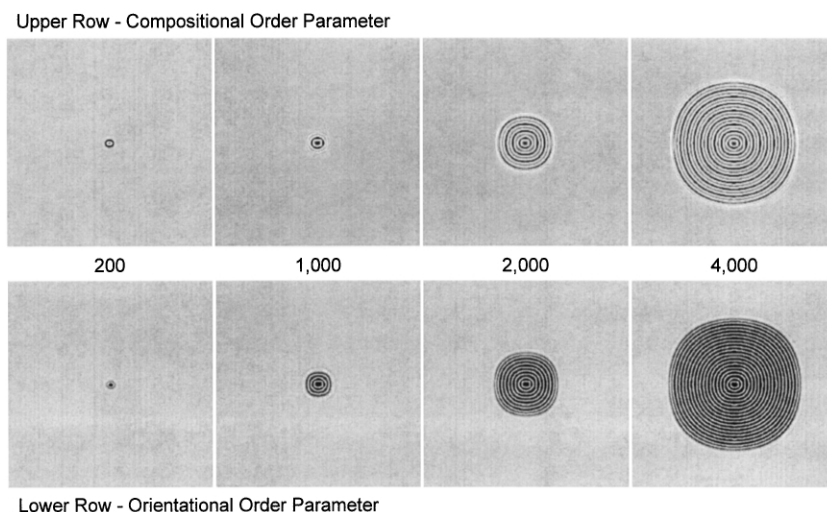 Upper Row - Compositional Order Parameter
200 1,000 2,000 4,000
Lower Row - Orientational Order Parameter